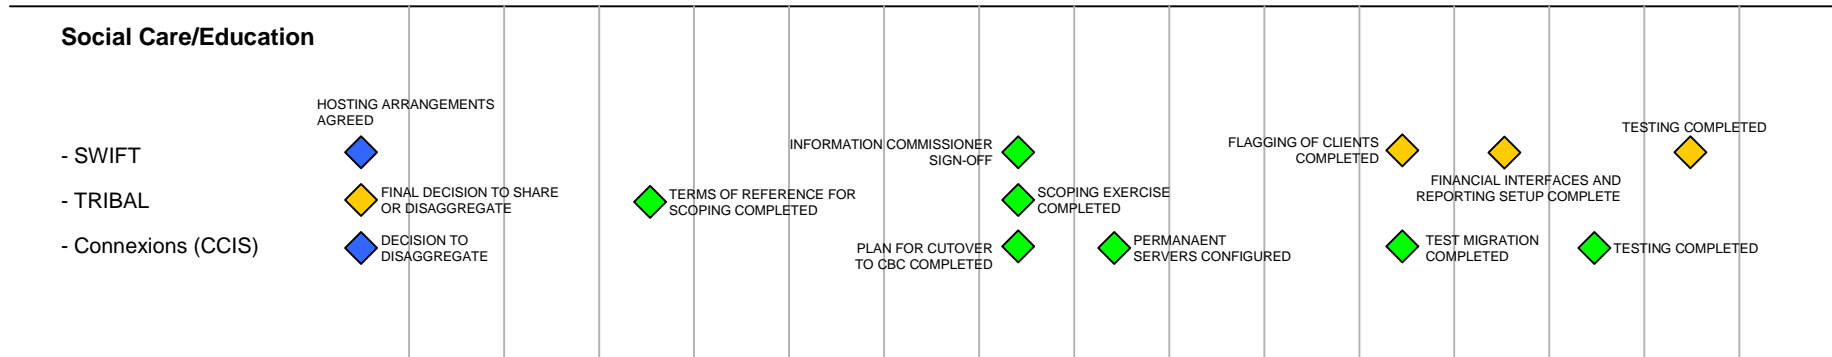 Social Care/Education
HOSTING ARRANGEMENTS
AGREED
- SWIFT
INFORMATION COMMISSIONER
SIGN-OFF
FLAGGING OF CLIENTS
COMPLETED
TESTING COMPLETED
FINANCIAL INTERFACES AND
REPORTING SETUP COMPLETE
- TRIBAL
FINAL DECISION TO SHARE
OR DISAGGREGATE
TERMS OF REFERENCE FOR
SCOPING COMPLETED
SCOPING EXERCISE
COMPLETED
- Connexions (CCIS)
DECISION TO
DISAGGREGATE
PLAN FOR CUTOVER
TO CBC COMPLETED
PERMANAENT
SERVERS CONFIGURED
TEST MIGRATION
COMPLETED
TESTING COMPLETED